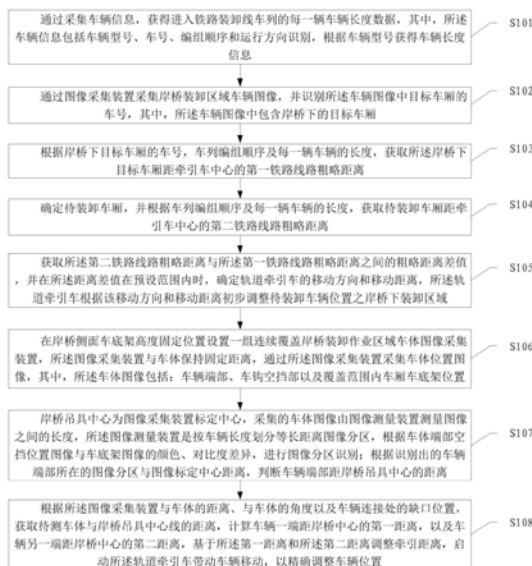 通过采集车辆信息，获得进入铁路装卸线车列的每一辆车辆长度数据，其中，所述
车辆信息包括车辆型号、车号、编组顺序和运行方向识别，根据车辆型号获得车辆长度
信息
S101
通过图像采集装置采集岸桥装卸区域车辆图像，并识别所述车辆图像中目标车厢的
车号，其中，所述车辆图像中包含岸桥下的目标车厢
S102
根据岸桥下目标车厢的车号，车列编组顺序及每一辆车辆的长度，获取所述岸桥下
目标车厢距牵引车中心的第一铁路线路粗略距离
S103
确定待装卸车厢，并根据车列编组顺序及每一辆车辆的长度，获取待装卸车厢距牵
引车中心的第二铁路线路粗略距离
S104
获取所述第二铁路线路粗略距离与所述第一铁路线路粗略距离之间的粗略距离差值
，并在所述距离差值在预设范围内时，确定轨道牵引车的移动方向和移动距离，所述轨
道牵引车根据该移动方向和移动距离初步调整待装卸车辆位置之岸桥下装卸区域
S105
在岸桥侧面车底架高度固定位置设置一组连续覆盖岸桥装卸作业区域车体图像采集
装置，所述图像采集装置与车体保持固定距离，通过所述图像采集装置采集车体位置图
像，其中，所述车体图像包括：车辆端部、车钩空挡部以及覆盖范围内车厢车底架位置
S106
岸桥吊具中心为图像采集装置标定中心，采集的车体图像由图像测量装置测量图像
之间的长度，所述图像测量装置是按车辆长度划分等长距离图像分区，根据车体端部空
挡位置图像与车底架图像的颜色、对比度差异，进行图像分区识别；根据识别出的车辆
端部所在的图像分区与图像标定中心距离，判断车辆端部距岸桥吊具中心的距离
S107
根据所述图像采集装置与车体的距离、与车体的角度以及车辆连接处的缺口位置，
获取待测车体与岸桥吊具中心线的距离，计算车辆一端距岸桥中心的第一距离，以及车
辆另一端距岸桥中心的第二距离，基于所述第一距离和所述第二距离调整牵引距离，启
动所述轨道牵引车带动车辆移动，以精确调整车辆位置
S108